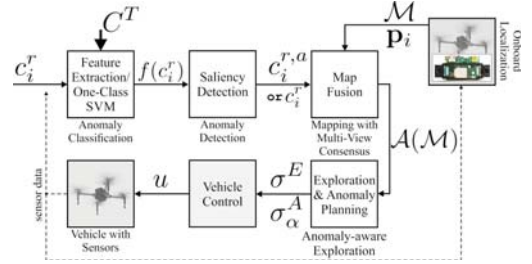 C^T
M
p_i
Onboard
Localization
c_i^r
Feature
Extraction/
One-Class
SVM
f(c_i^r)
Saliency
Detection
c_i^{r,a}
or c_i^r
Map
Fusion
Anomaly
Classification
Anomaly
Detection
Mapping with
Multi-View
Consensus
A(M)
sensor data
u
Vehicle
Control
σ^E
σ_α^A
Exploration
& Anomaly
Planning
Vehicle with
Sensors
Anomaly-aware
Exploration